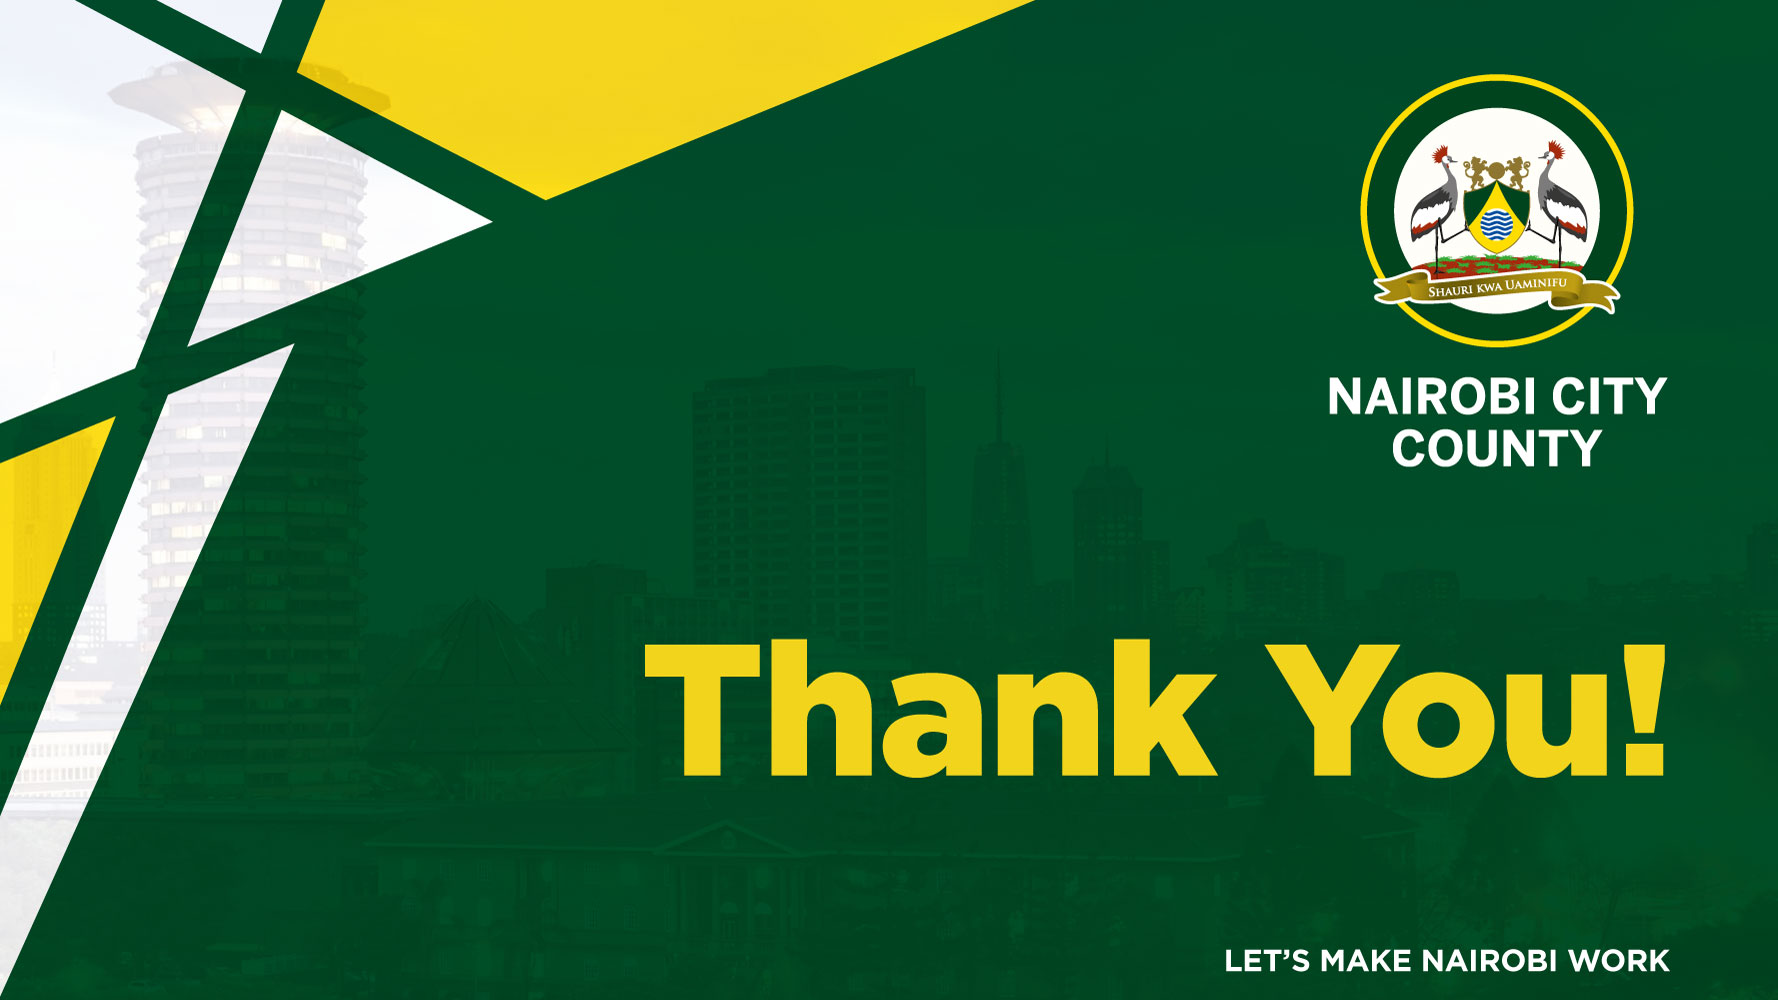 SHAURI KWA UAMINIFU
NAIROBI CITY
COUNTY
Thank You!
LET'S MAKE NAIROBI WORK